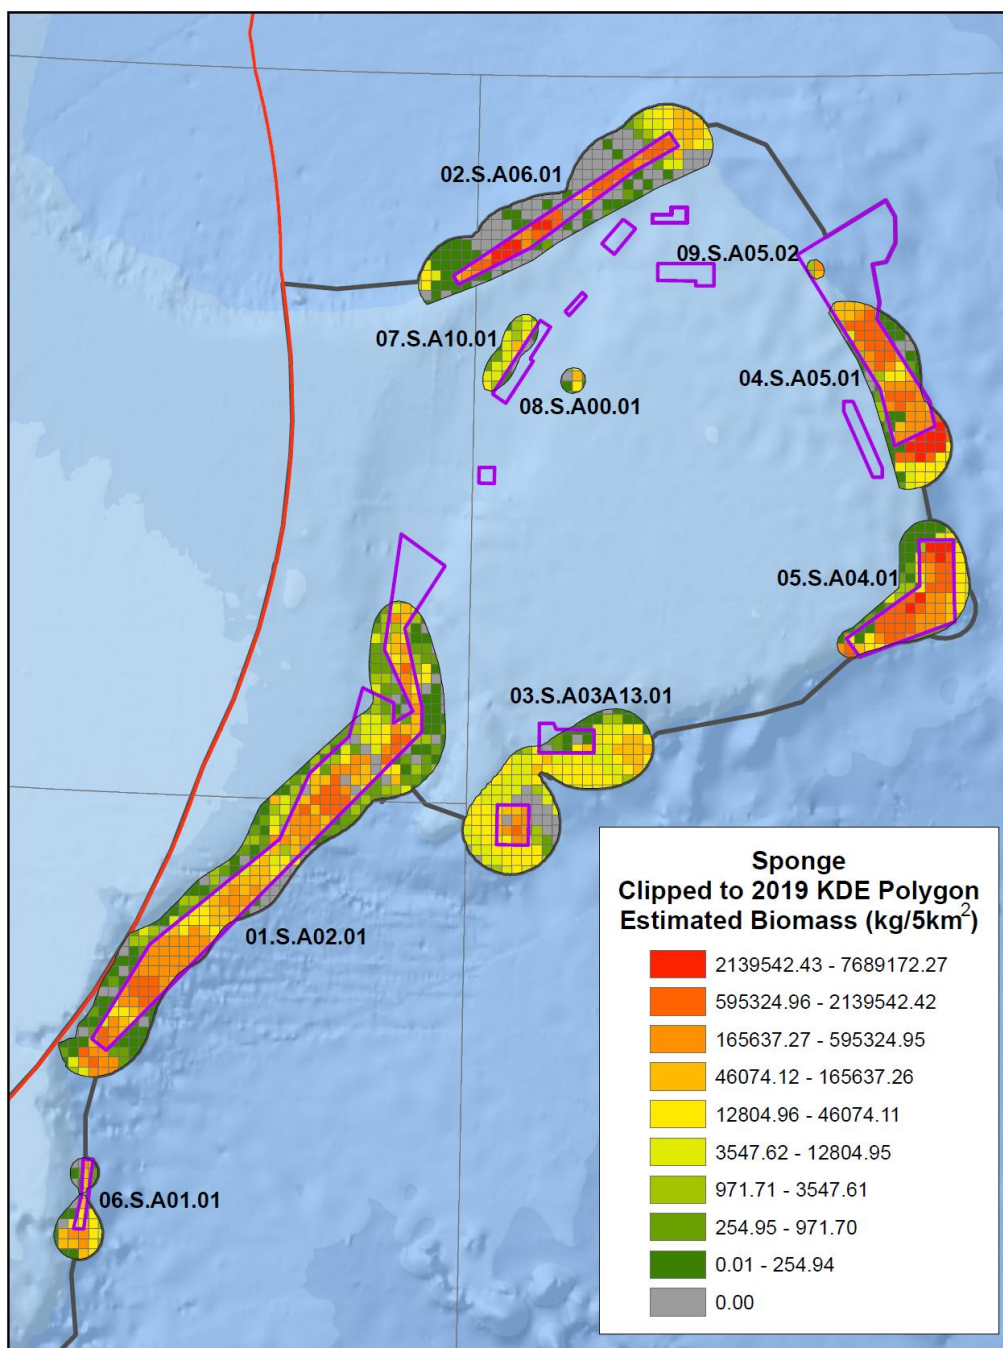 02.S.A06.01
09.S.A05.02
07.S.A10.01
04.S.A05.01
08.S.A00.01
05.S.A04.01
03.S.A03A13.01
01.S.A02.01
06.S.A01.01
Sponge
Clipped to 2019 KDE Polygon
Estimated Biomass (kg/5km²)
2139542.43 - 7689172.27
595324.96 - 2139542.42
165637.27 - 595324.95
46074.12 - 165637.26
12804.96 - 46074.11
3547.62 - 12804.95
971.71 - 3547.61
254.95 - 971.70
0.01 - 254.94
0.00